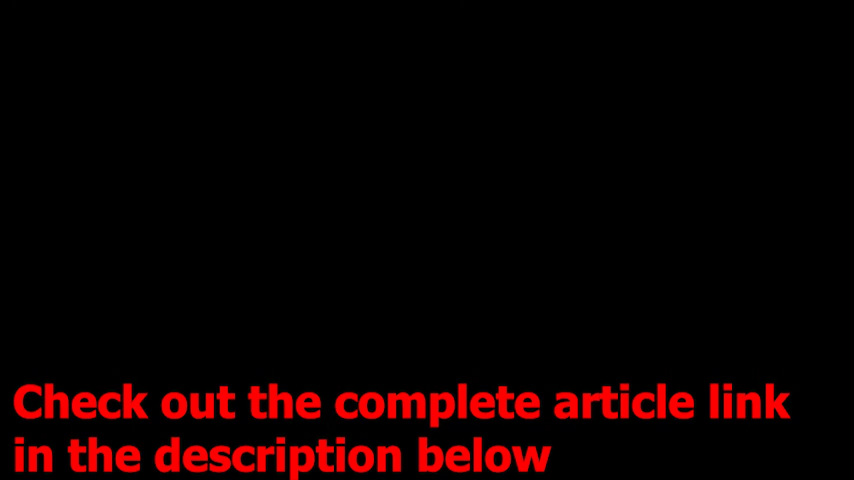 Check out the complete article link
in the description below